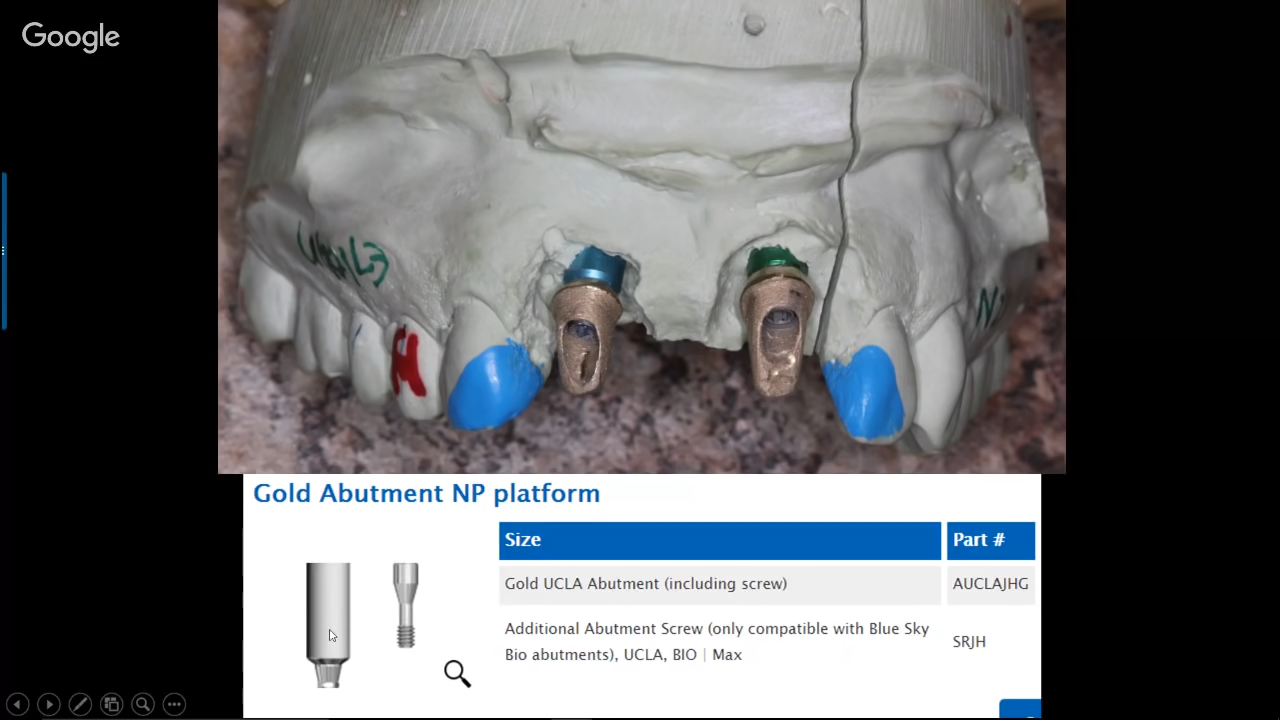 Google
H
N
Gold Abutment NP platform
Size
Part #
Gold UCLA Abutment (including screw)
AUCLAJHG
Additional Abutment Screw (only compatible with Blue Sky
Bio abutments), UCLA, BIO | Max
SRJH